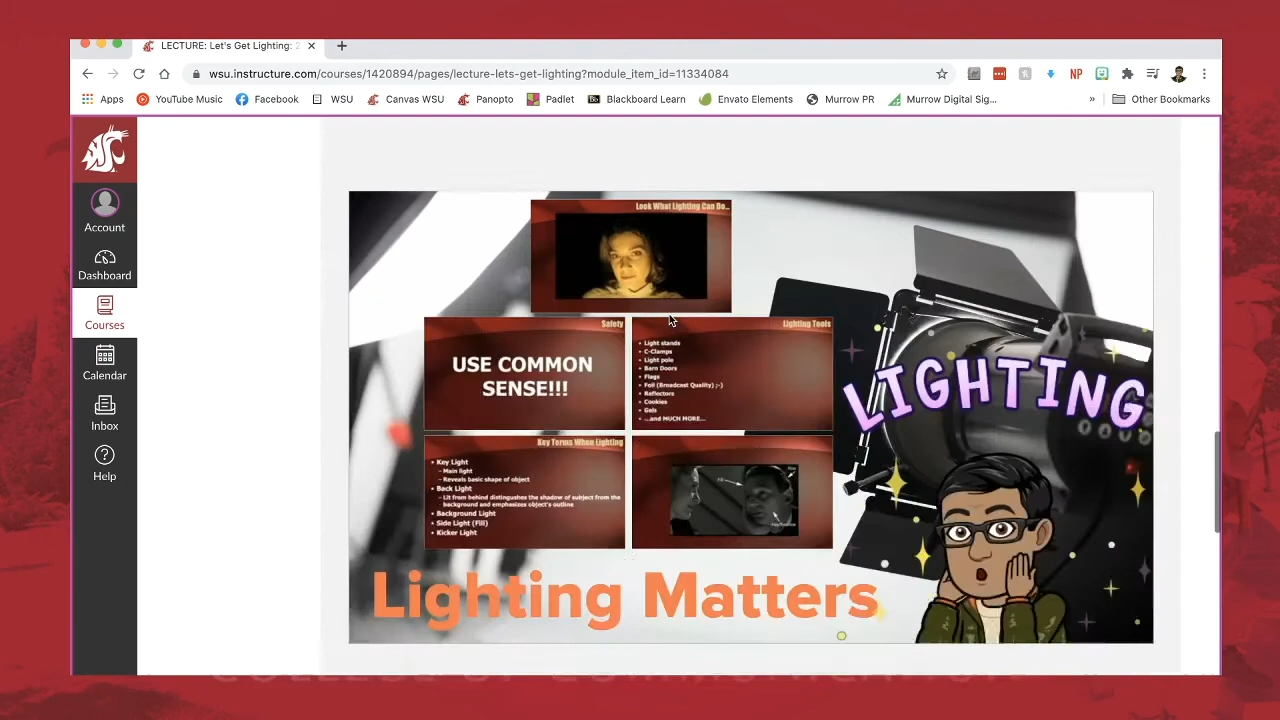 LECTURE: Let's Get Lighting: 2
wsu.instructure.com/courses/1420994/pages/lecture-lets-get-lighting?module_item_id=11334084
NP
Apps
YouTube Music
Facebook
WSU
Canvas WSU
Panopto
Padlet
Bb
Blackboard Learn
Envato Elements
Murrow PR
Murrow Digital Sig...
»
Other Bookmarks
Account
Dashboard
Courses
Calendar
Inbox
Help
Look What Lighting Can Do...
Safety
USE COMMON
SENSE!!!
Lighting Tools
• Light stands
• C-Clamps
• Light pole
• Barn Doors
• Flags
• Foil (Broadcast Quality) ;-)
• Reflectors
• Cookies
• Gels
• ...and MUCH MORE...
Key Terms When Lighting
• Key Light
– Main light
– Reveals basic shape of object
• Back Light
– Lit from behind distingushes the shadow of subject from the
background and emphasizes object's outline
• Background Light
• Side Light (Fill)
• Kicker Light
LIGHTING
Lighting Matters